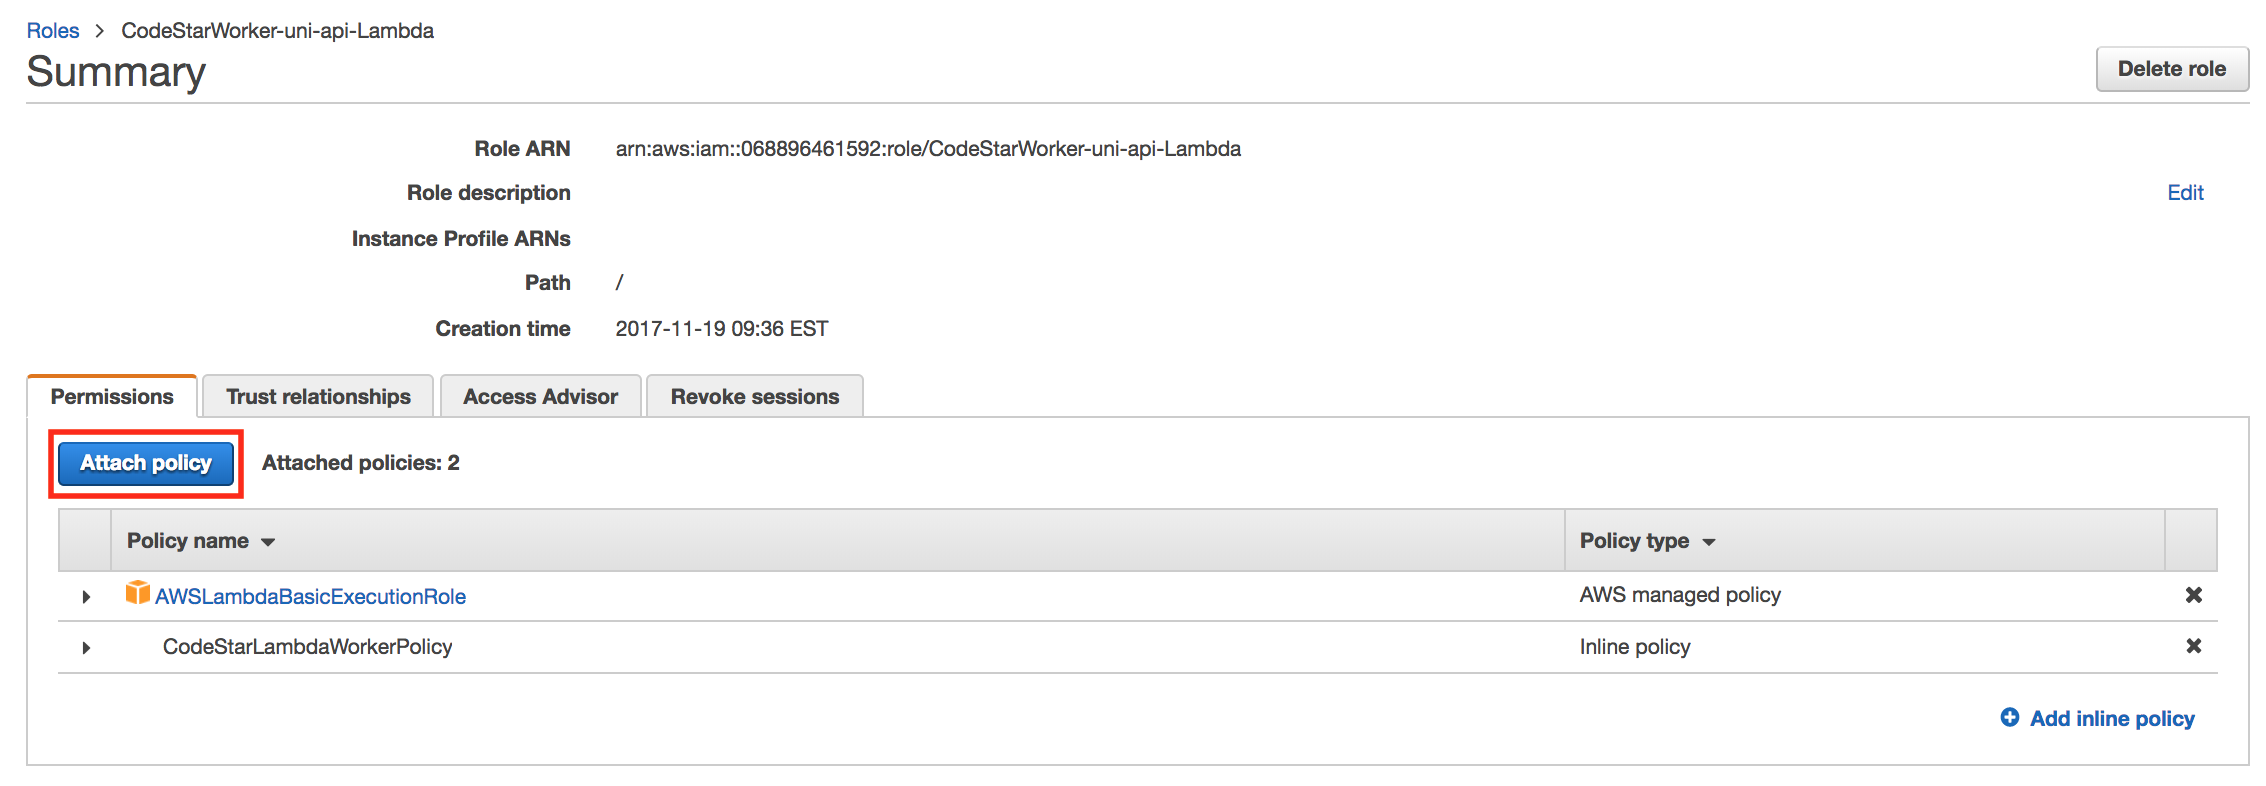 Roles > CodeStarWorker-uni-api-Lambda
Summary
Delete role
Role ARN arn:aws:iam::068896461592:role/CodeStarWorker-uni-api-Lambda
Role description Edit
Instance Profile ARNs
Path /
Creation time 2017-11-19 09:36 EST
Permissions Trust relationships Access Advisor Revoke sessions
Attach policy Attached policies: 2
Policy name Policy type
AWSLambdaBasicExecutionRole AWS managed policy
CodeStarLambdaWorkerPolicy Inline policy
Add inline policy